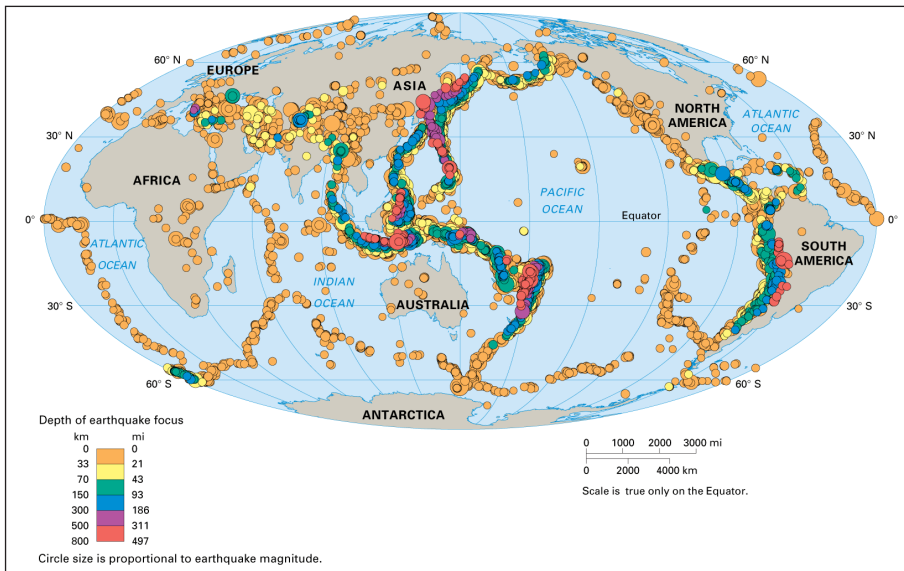 60° N
60° N
EUROPE
ASIA
NORTH
AMERICA
ATLANTIC
OCEAN
30° N
30° N
AFRICA
PACIFIC
OCEAN
0°
Equator
0°
ATLANTIC
OCEAN
SOUTH
AMERICA
INDIAN
OCEAN
AUSTRALIA
30° S
30° S
60° S
60° S
ANTARCTICA
Depth of earthquake focus
km mi
0 0
33 21
70 43
150 93
300 186
500 311
800 497
0 1000 2000 3000 mi
0 2000 4000 km
Scale is true only on the Equator.
Circle size is proportional to earthquake magnitude.